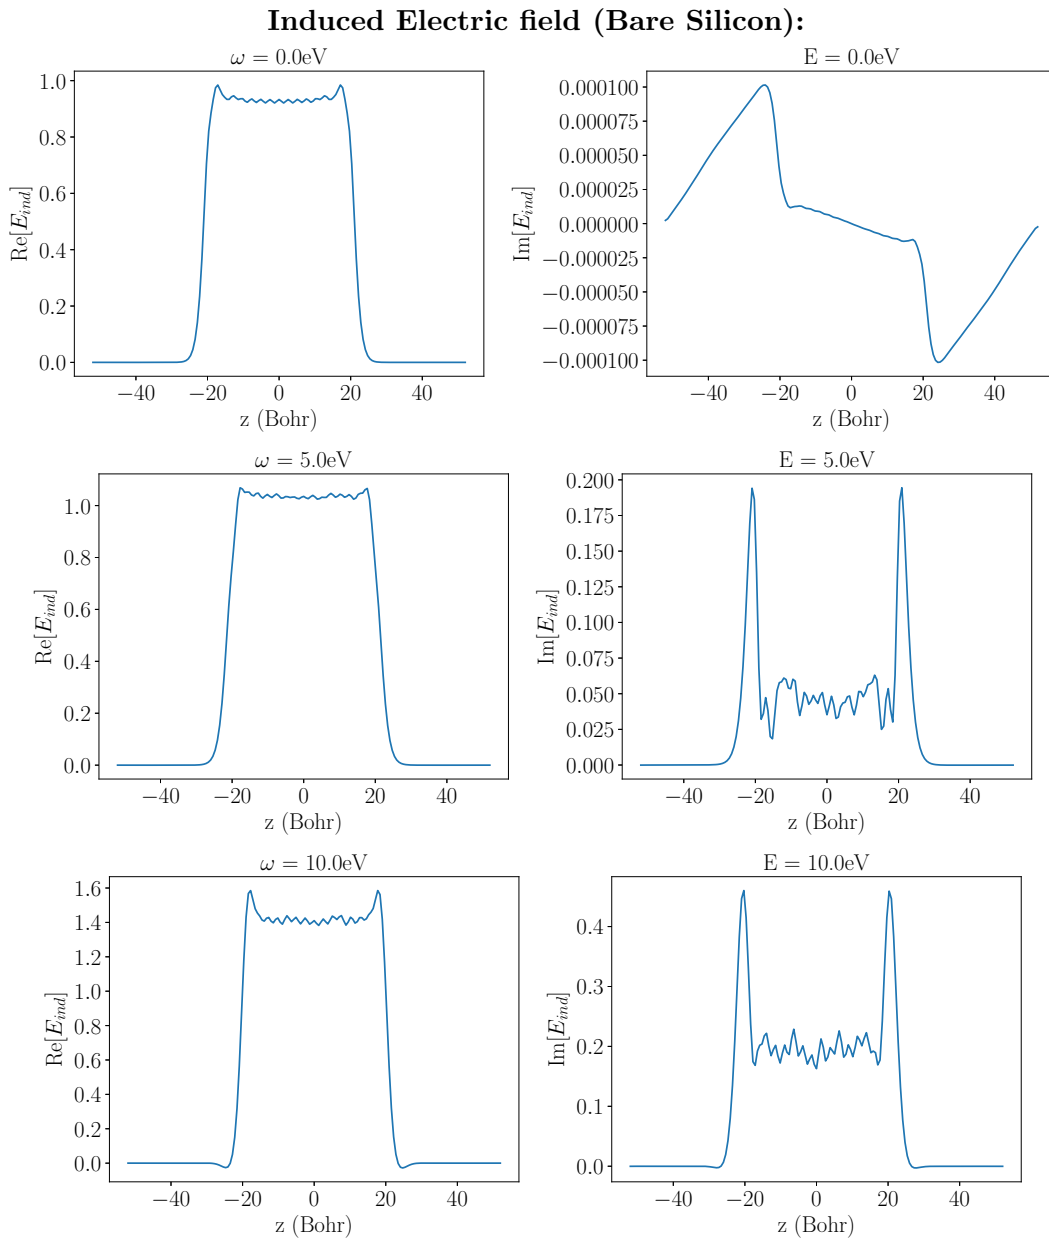 Induced Electric field (Bare Silicon):
ω = 0.0eV
E = 0.0eV
Re[E_ind]
1.0
0.8
0.6
0.4
0.2
0.0
−40 −20 0 20 40
z (Bohr)
Im[E_ind]
0.000100
0.000075
0.000050
0.000025
0.000000
−0.000025
−0.000050
−0.000075
−0.000100
−40 −20 0 20 40
z (Bohr)
ω = 5.0eV
E = 5.0eV
Re[E_ind]
1.0
0.8
0.6
0.4
0.2
0.0
−40 −20 0 20 40
z (Bohr)
Im[E_ind]
0.200
0.175
0.150
0.125
0.100
0.075
0.050
0.025
0.000
−40 −20 0 20 40
z (Bohr)
ω = 10.0eV
E = 10.0eV
Re[E_ind]
1.6
1.4
1.2
1.0
0.8
0.6
0.4
0.2
0.0
−40 −20 0 20 40
z (Bohr)
Im[E_ind]
0.4
0.3
0.2
0.1
0.0
−40 −20 0 20 40
z (Bohr)